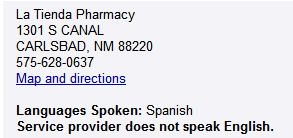 La Tienda Pharmacy
1301 S CANAL
CARLSBAD, NM 88220
575-628-0637
Map and directions
Languages Spoken: Spanish
Service provider does not speak English.